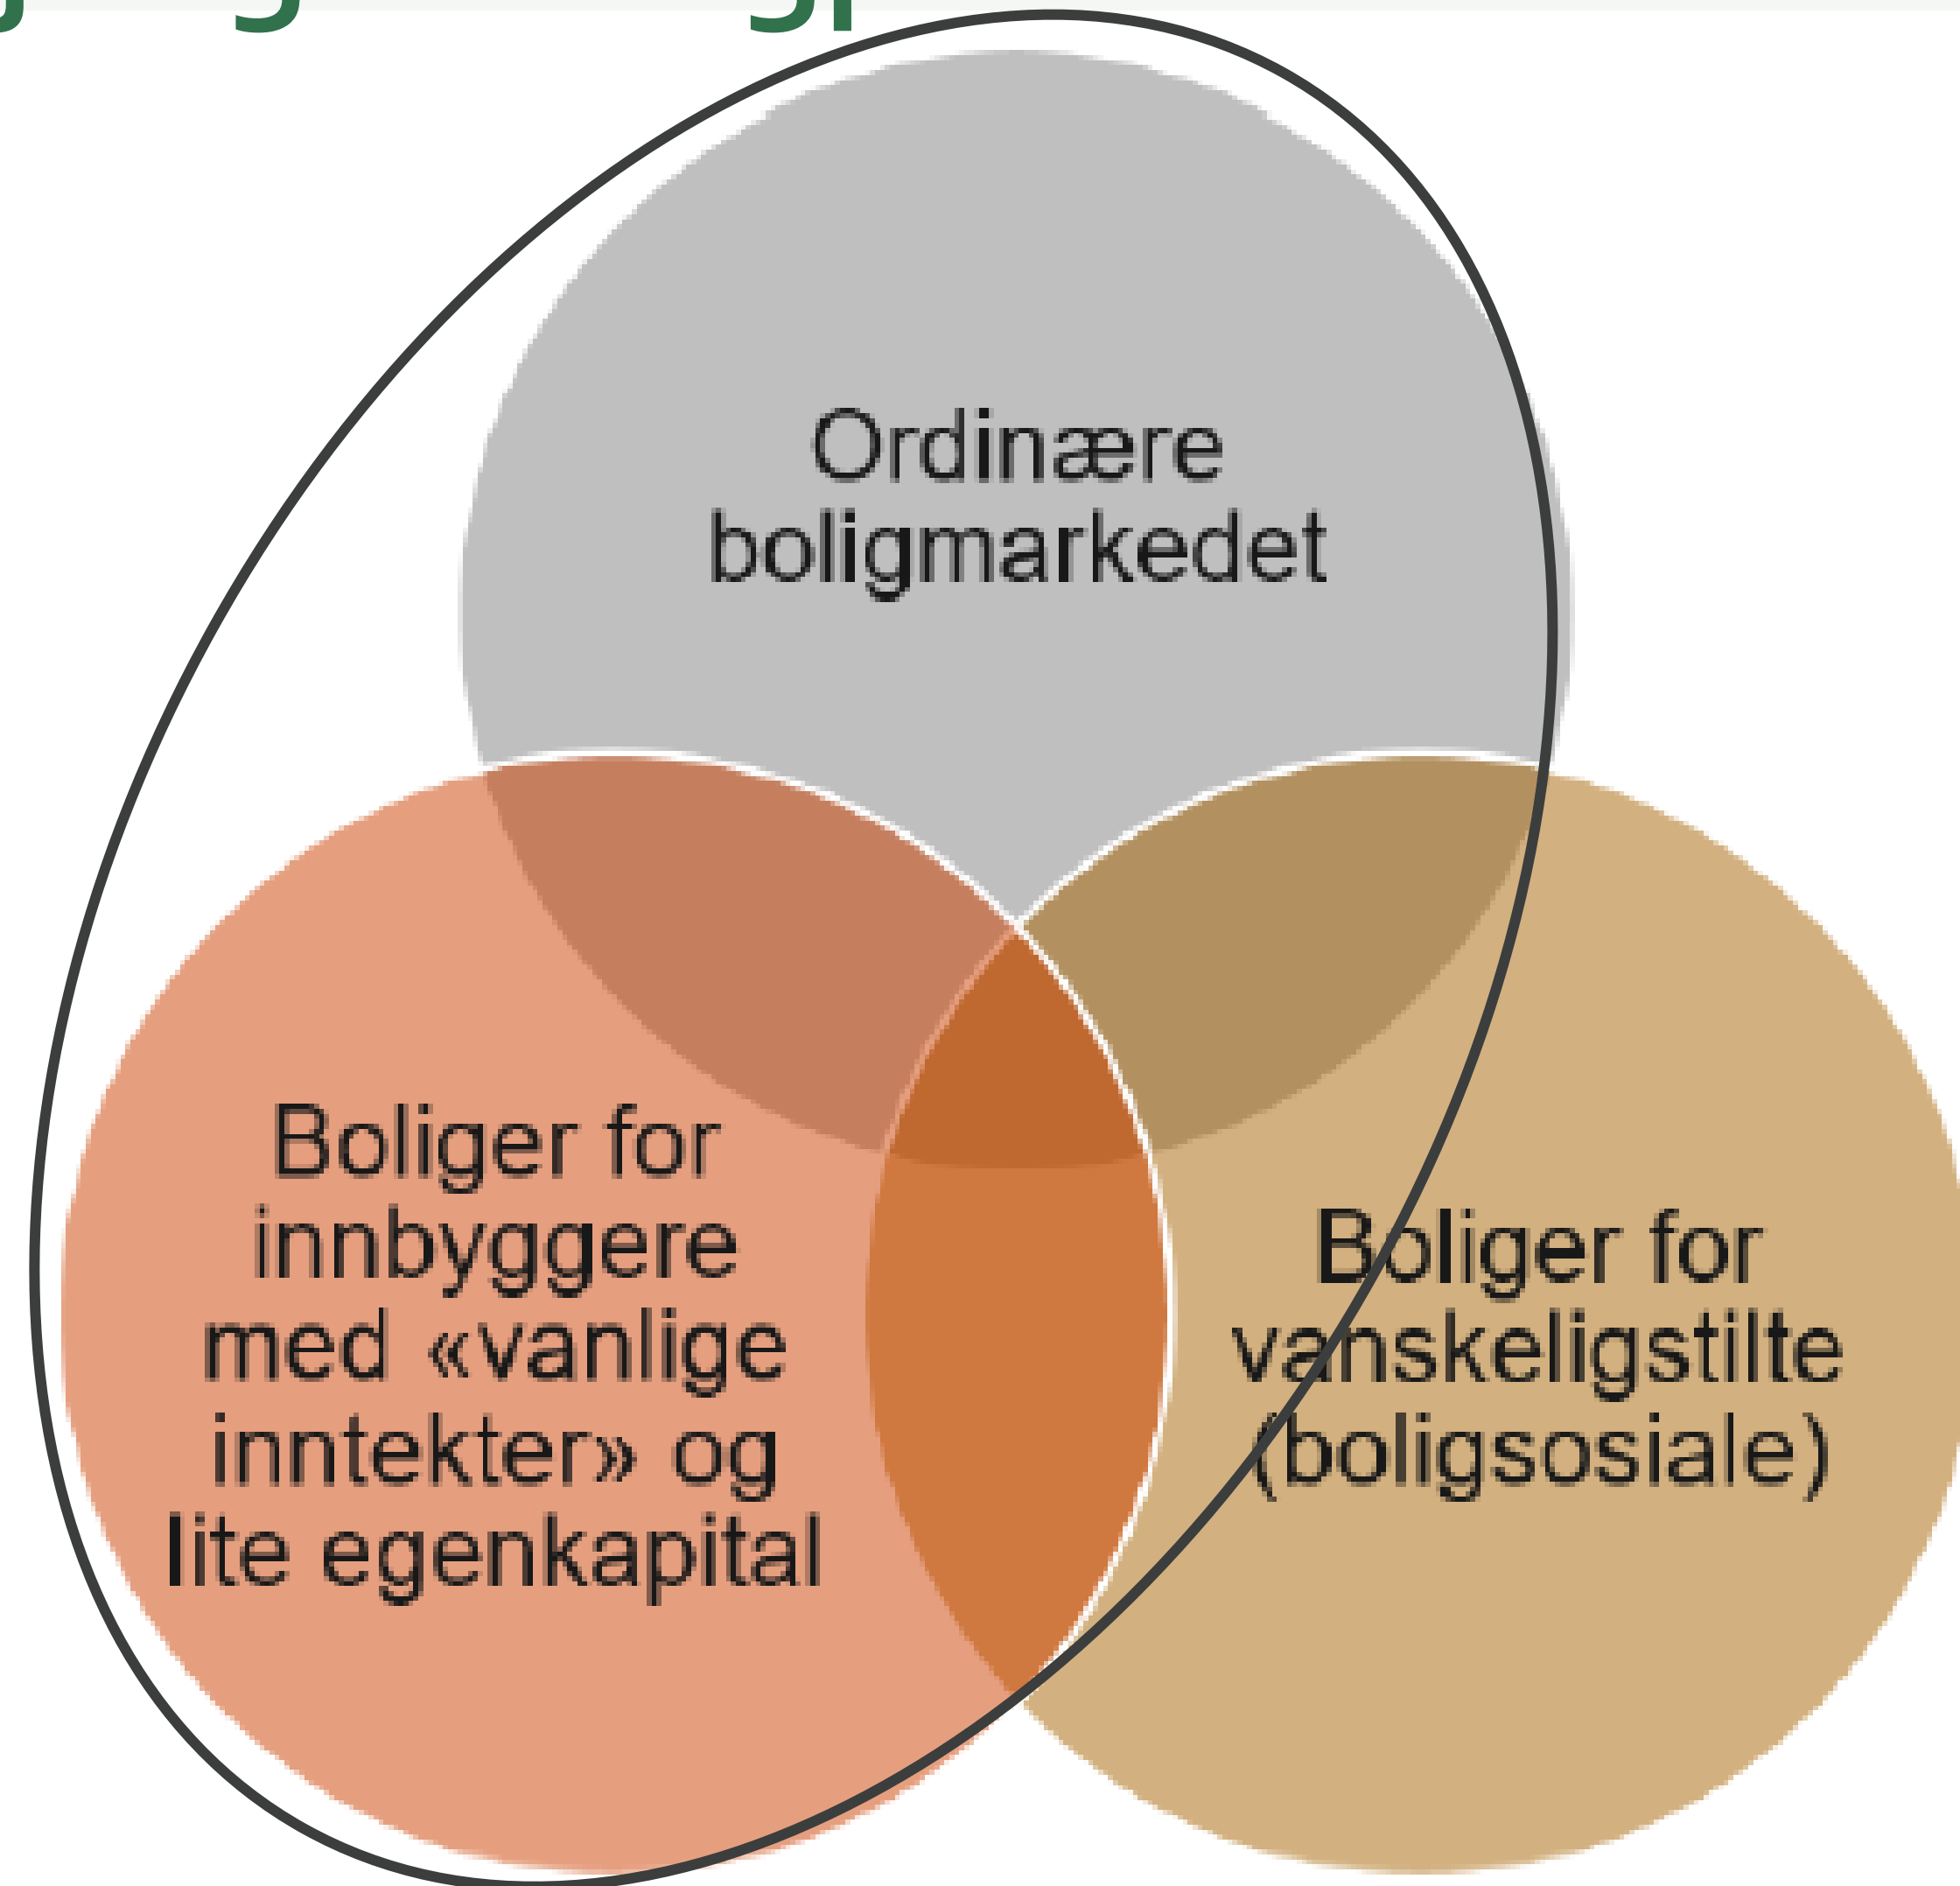 Ordinære
boligmarkedet
Boliger for
innbyggere
med «vanlige
inntekter» og
lite egenkapital
Boliger for
vanskeligstilte
(boligsosiale)